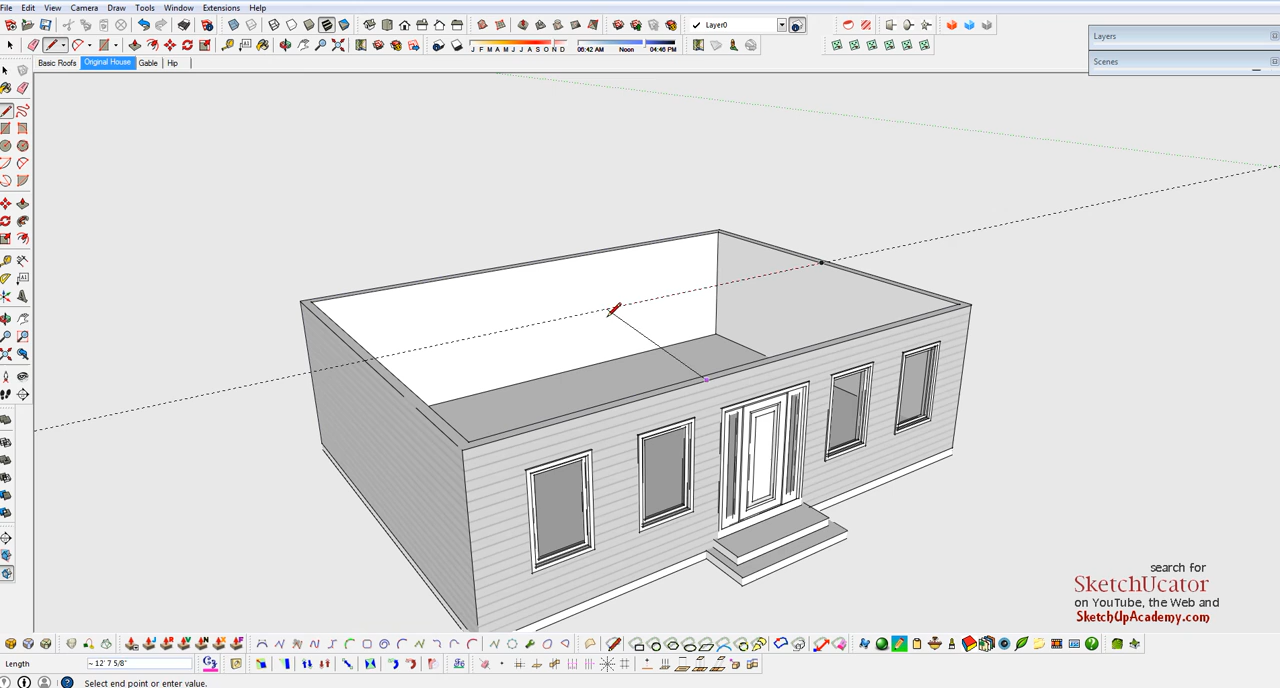 File Edit View Camera Draw Tools Window Extensions Help
Layer0
J F M A M J J A S O N D 06:42 AM Noon 04:46 PM
Layers
Basic Roofs Original House Gable Hip
Scenes
search for
SketchUcator
on YouTube, the Web and
SketchUpAcademy.com
Length ~ 12' 7 5/8"
Select end point or enter value.